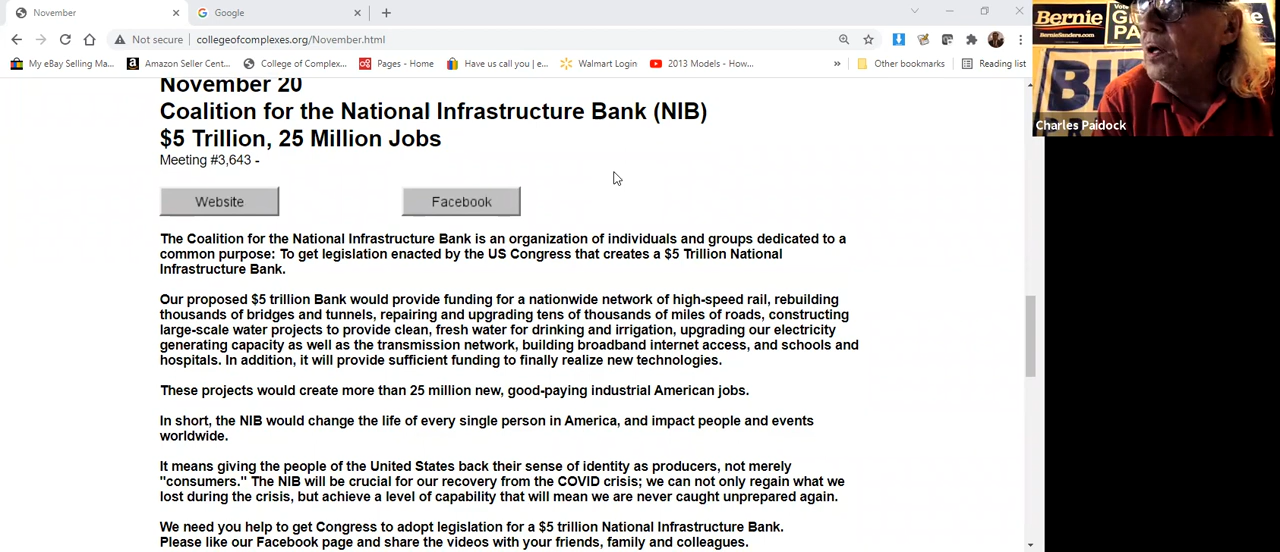 November
Google
Not secure
collegeofcomplexes.org/November.html
My eBay Selling Ma...
Amazon Seller Cent...
College of Complex...
Pages - Home
Have us call you | e...
Walmart Login
2013 Models - How...
»
Other bookmarks
Reading list
November 20
Coalition for the National Infrastructure Bank (NIB)
$5 Trillion, 25 Million Jobs
Meeting #3,643 -
Website
Facebook
The Coalition for the National Infrastructure Bank is an organization of individuals and groups dedicated to a
common purpose: To get legislation enacted by the US Congress that creates a $5 Trillion National
Infrastructure Bank.
Our proposed $5 trillion Bank would provide funding for a nationwide network of high-speed rail, rebuilding
thousands of bridges and tunnels, repairing and upgrading tens of thousands of miles of roads, constructing
large-scale water projects to provide clean, fresh water for drinking and irrigation, upgrading our electricity
generating capacity as well as the transmission network, building broadband internet access, and schools and
hospitals. In addition, it will provide sufficient funding to finally realize new technologies.
These projects would create more than 25 million new, good-paying industrial American jobs.
In short, the NIB would change the life of every single person in America, and impact people and events
worldwide.
It means giving the people of the United States back their sense of identity as producers, not merely
"consumers." The NIB will be crucial for our recovery from the COVID crisis; we can not only regain what we
lost during the crisis, but achieve a level of capability that will mean we are never caught unprepared again.
We need you help to get Congress to adopt legislation for a $5 trillion National Infrastructure Bank.
Please like our Facebook page and share the videos with your friends, family and colleagues.
Bernie
BernieSanders.com
Vote
Charles Paidock